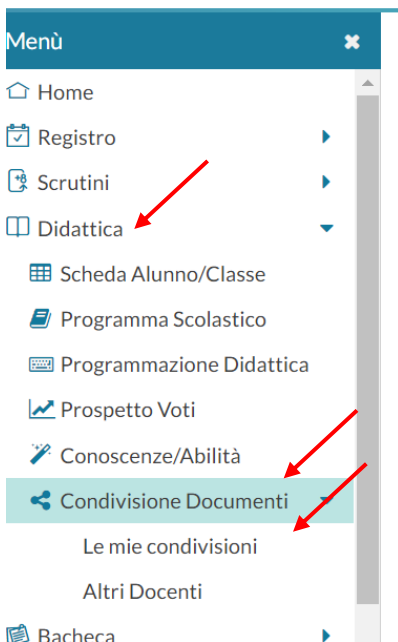 Menù
Home
Registro
Scrutini
Didattica
Scheda Alunno/Classe
Programma Scolastico
Programmazione Didattica
Prospetto Voti
Conoscenze/Abilità
Condivisione Documenti
Le mie condivisioni
Altri Docenti
Bacheca